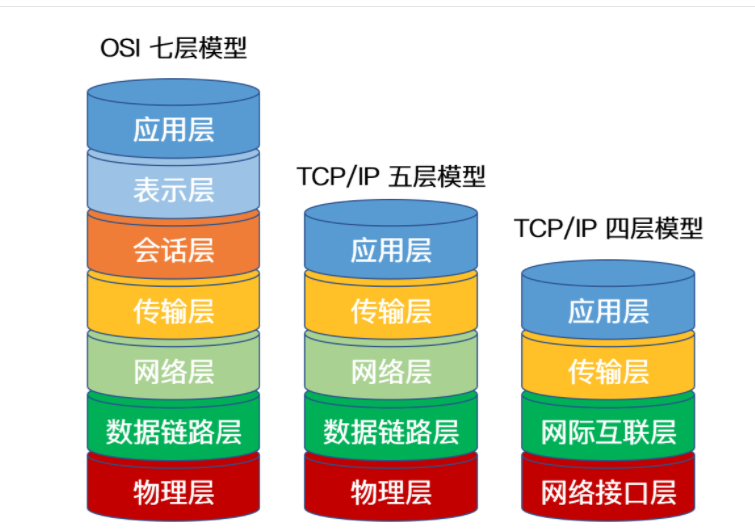 OSI 七层模型
应用层
表示层
会话层
传输层
网络层
数据链路层
物理层
TCP/IP 五层模型
应用层
传输层
网络层
数据链路层
物理层
TCP/IP 四层模型
应用层
传输层
网际互联层
网络接口层